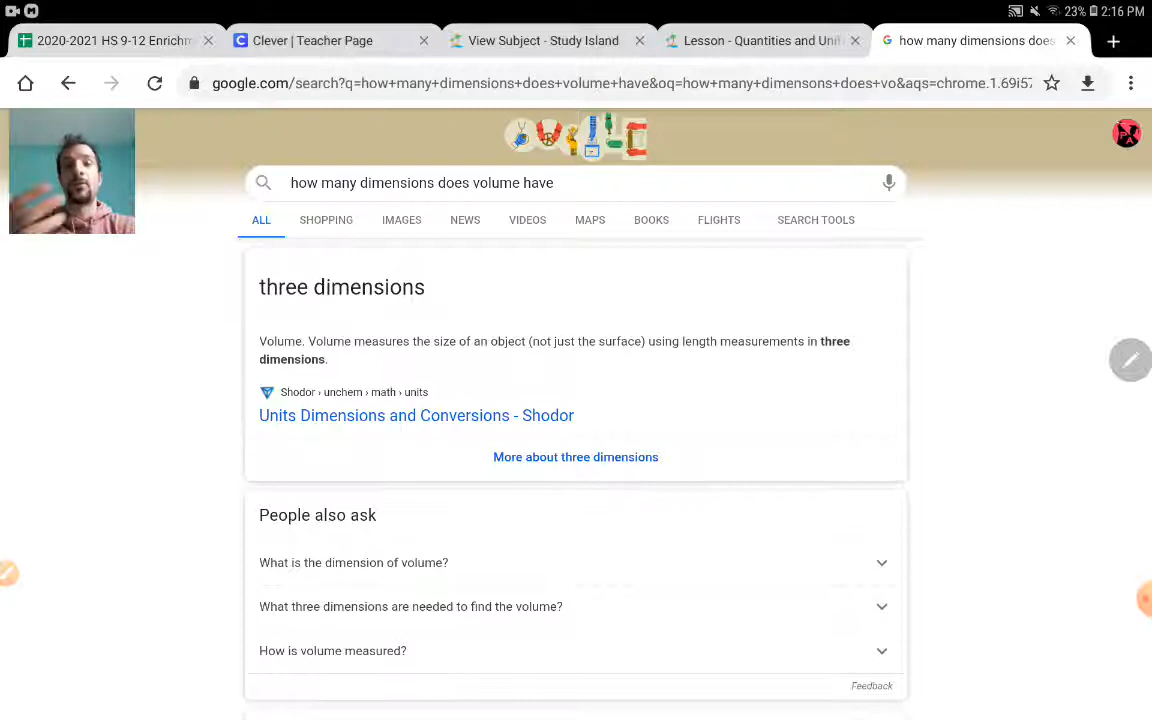 23% 2:16 PM
2020-2021 HS 9-12 Enrichm
Clever | Teacher Page
View Subject - Study Island
Lesson - Quantities and Unit
how many dimensions does
google.com/search?q=how+many+dimensions+does+volume+have&oq=how+many+dimensons+does+vo&aqs=chrome.1.69i57
how many dimensions does volume have
ALL SHOPPING IMAGES NEWS VIDEOS MAPS BOOKS FLIGHTS SEARCH TOOLS
three dimensions
Volume. Volume measures the size of an object (not just the surface) using length measurements in three
dimensions.
Shodor › unchem › math › units
Units Dimensions and Conversions - Shodor
More about three dimensions
People also ask
What is the dimension of volume?
What three dimensions are needed to find the volume?
How is volume measured?
Feedback